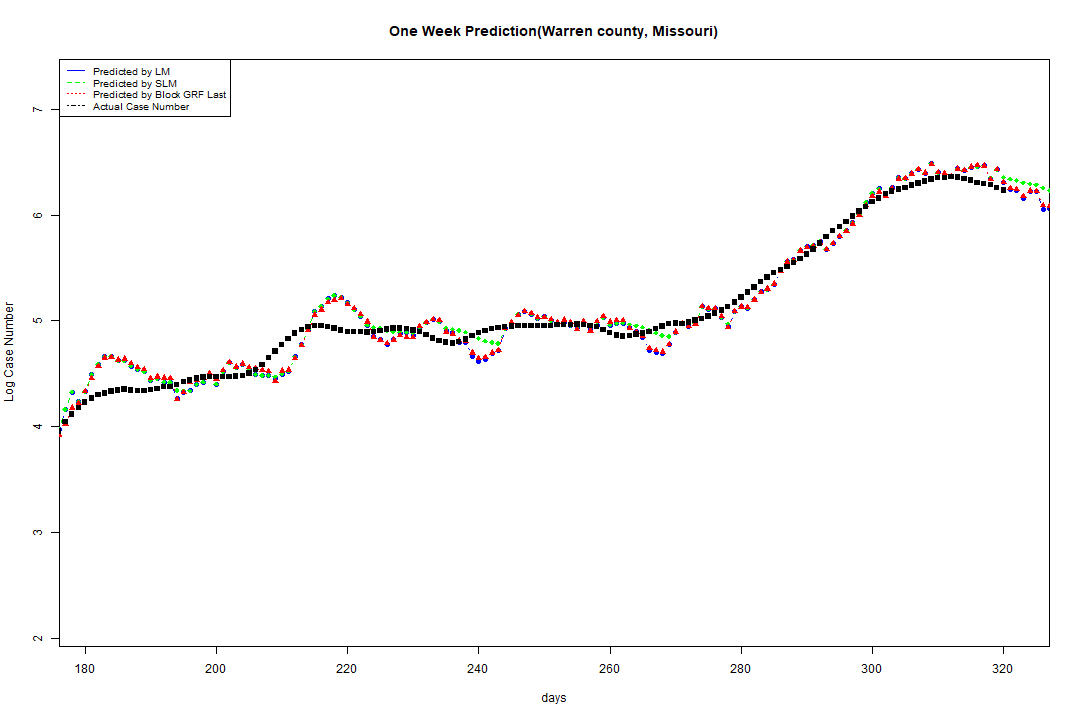 One Week Prediction(Warren county, Missouri)
Predicted by LM
Predicted by SLM
Predicted by Block GRF Last
Actual Case Number
Log Case Number
7
6
5
4
3
2
180 200 220 240 260 280 300 320
days